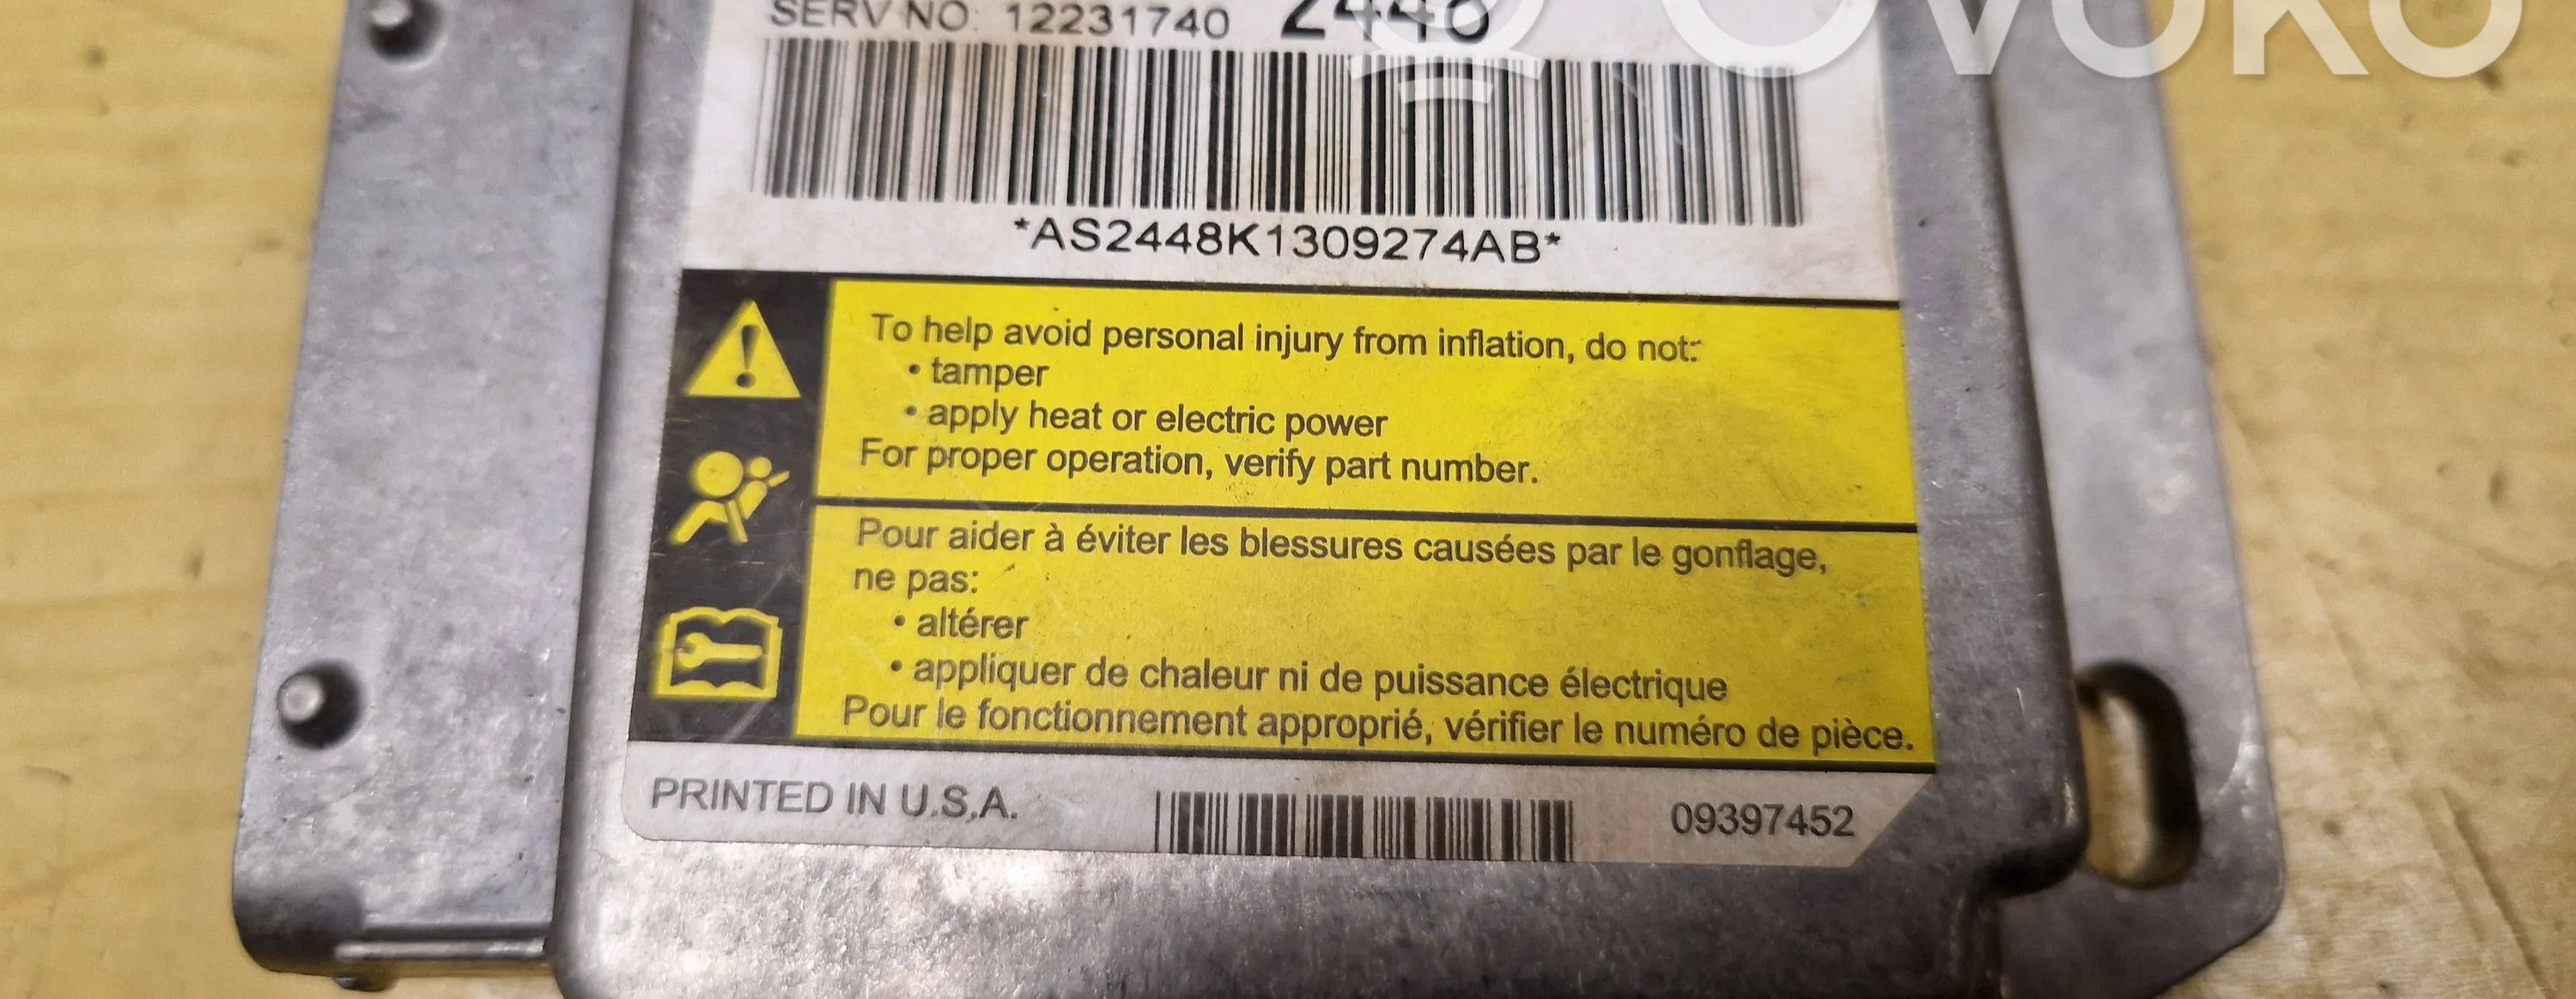 SERV NO: 12231740 2448
OVOKO
*AS2448K1309274AB*
To help avoid personal injury from inflation, do not:
• tamper
• apply heat or electric power
For proper operation, verify part number.
Pour aider à éviter les blessures causées par le gonflage,
ne pas:
• altérer
• appliquer de chaleur ni de puissance électrique
Pour le fonctionnement approprié, vérifier le numéro de pièce.
PRINTED IN U.S.A.
09397452